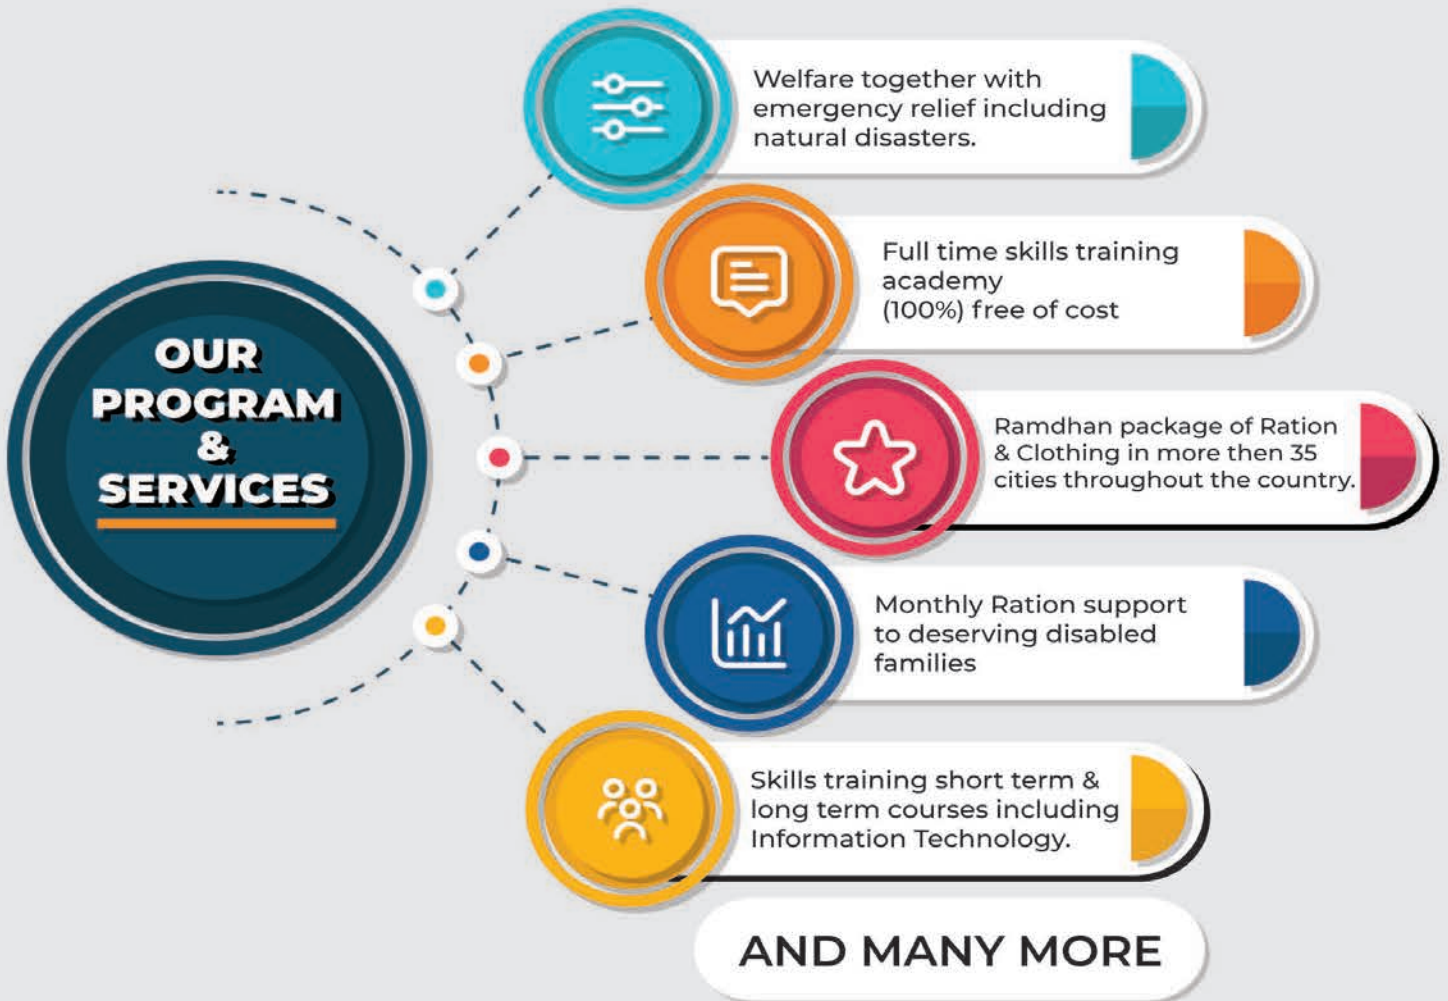 OUR
PROGRAM
&
SERVICES
Welfare together with
emergency relief including
natural disasters.
Full time skills training
academy
(100%) free of cost
Ramdhan package of Ration
& Clothing in more then 35
cities throughout the country.
Monthly Ration support
to deserving disabled
families
Skills training short term &
long term courses including
Information Technology.
AND MANY MORE